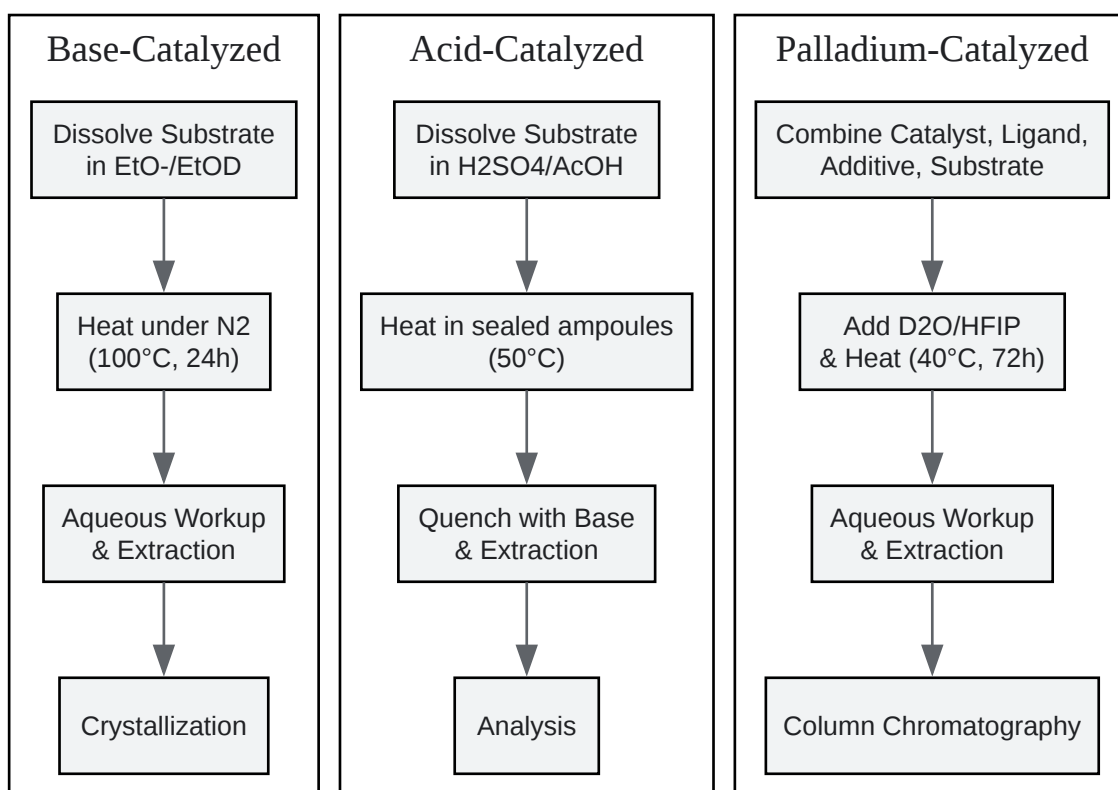 Base-Catalyzed
Dissolve Substrate
in EtO-/EtOD
Heat under N2
(100°C, 24h)
Aqueous Workup
& Extraction
Crystallization
Acid-Catalyzed
Dissolve Substrate
in H2SO4/AcOH
Heat in sealed ampoules
(50°C)
Quench with Base
& Extraction
Analysis
Palladium-Catalyzed
Combine Catalyst, Ligand,
Additive, Substrate
Add D2O/HFIP
& Heat (40°C, 72h)
Aqueous Workup
& Extraction
Column Chromatography